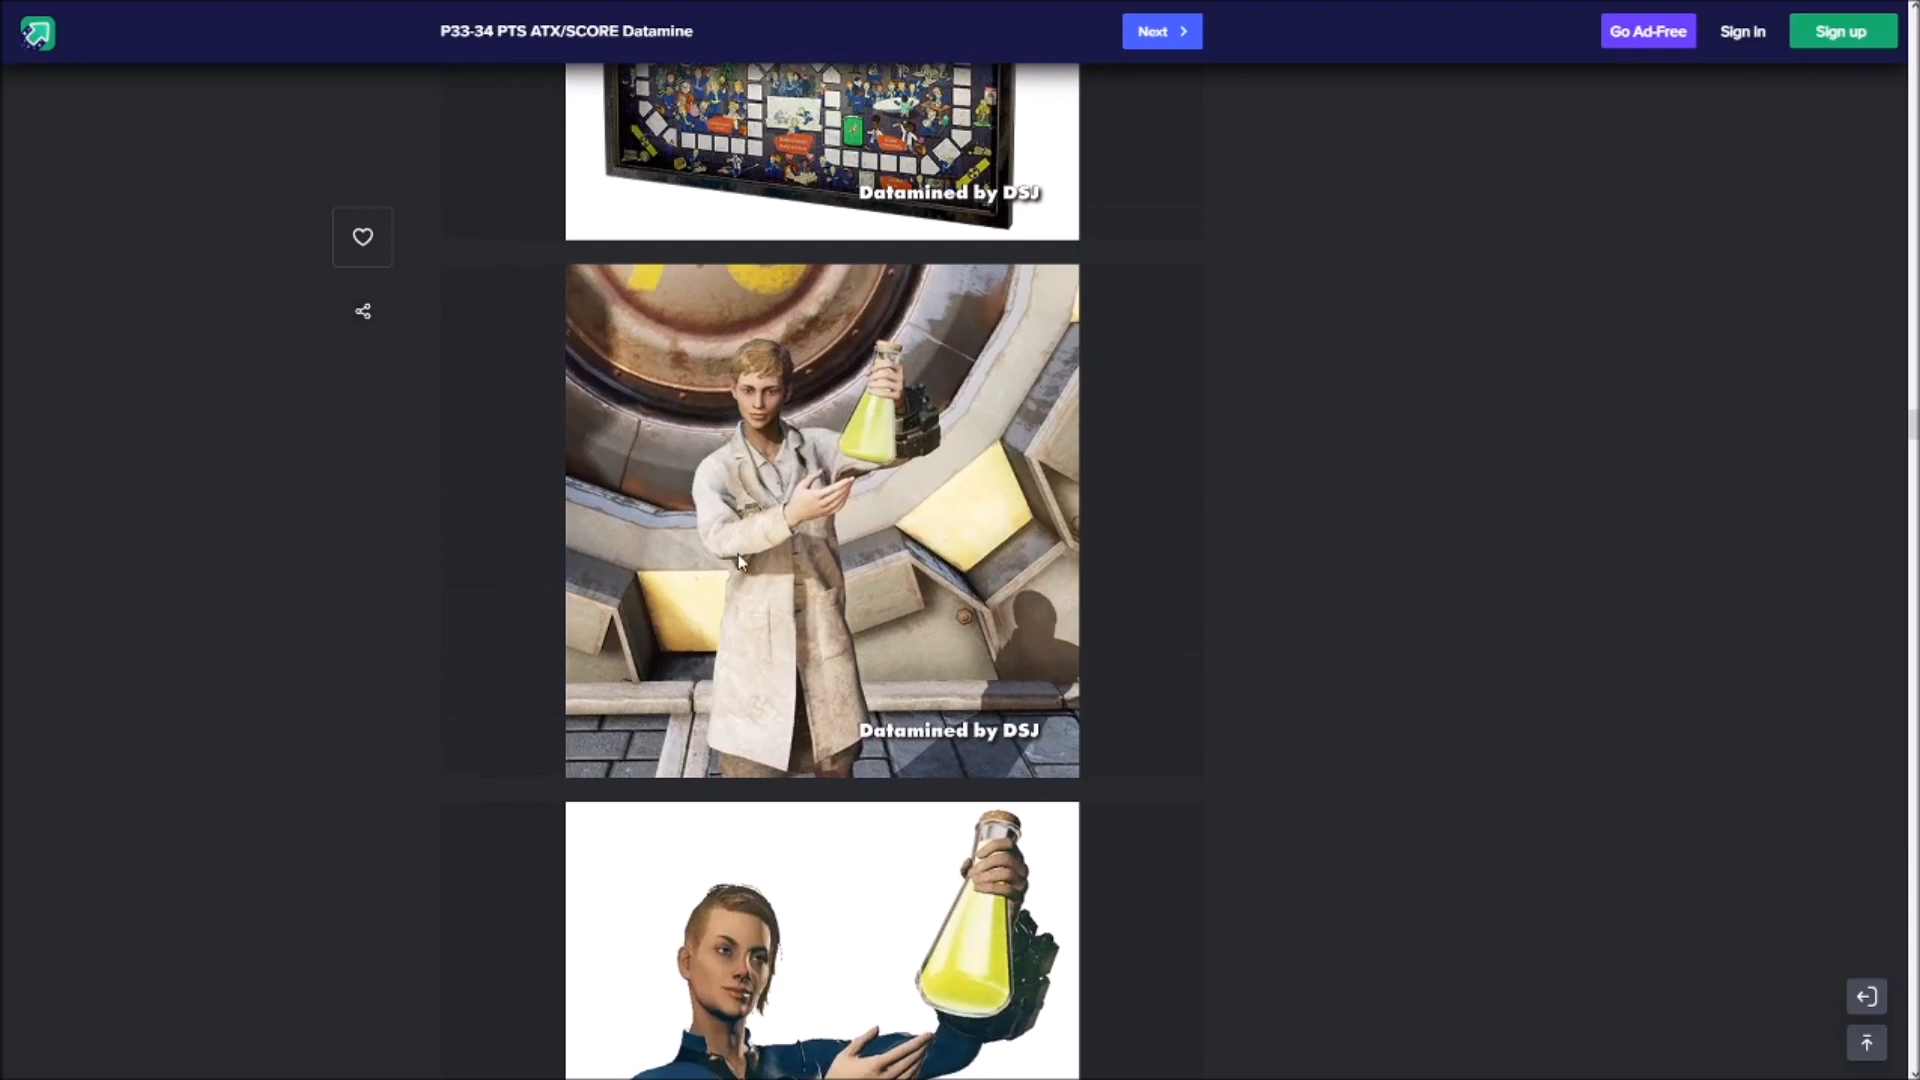 P33-34 PTS ATX/SCORE Datamine
Next
Go Ad-Free
Sign In
Sign up
Datamined by DSJ
Datamined by DSJ